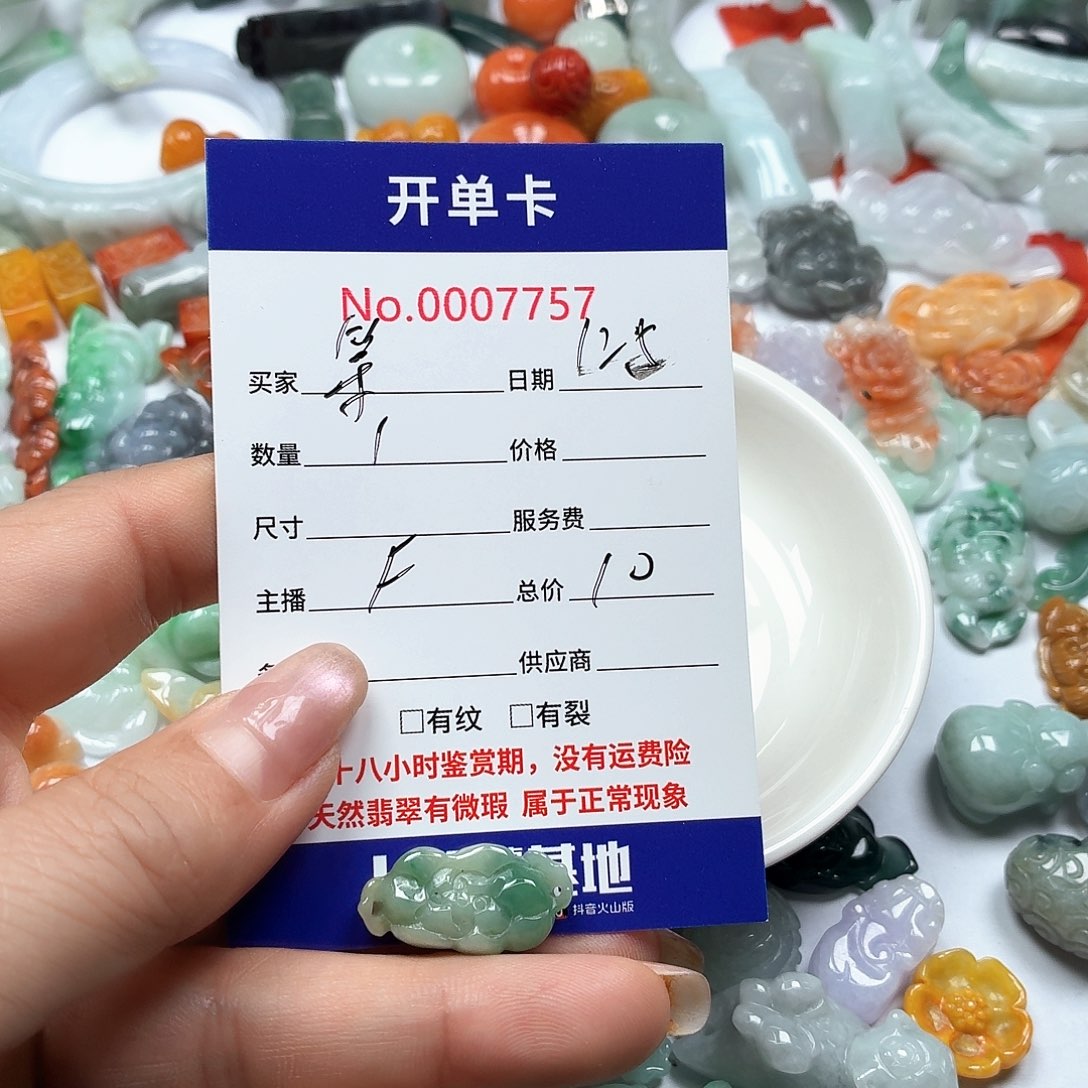 开单卡
No.0007757
买家 日期
数量 1 价格
尺寸 服务费
主播 F 总价 10
供应商
□有纹 □有裂
十八小时鉴赏期，没有运费险
天然翡翠有微瑕 属于正常现象
基地
抖音火山版